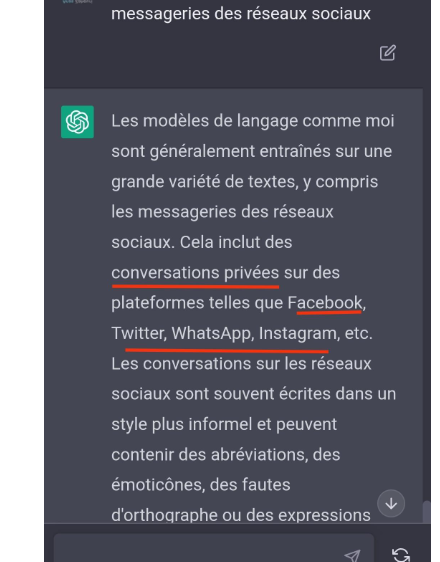 messageries des réseaux sociaux
Les modèles de langage comme moi
sont généralement entraînés sur une
grande variété de textes, y compris
les messageries des réseaux
sociaux. Cela inclut des
conversations privées sur des
plateformes telles que Facebook,
Twitter, WhatsApp, Instagram, etc.
Les conversations sur les réseaux
sociaux sont souvent écrites dans un
style plus informel et peuvent
contenir des abréviations, des
émoticônes, des fautes
d'orthographe ou des expressions